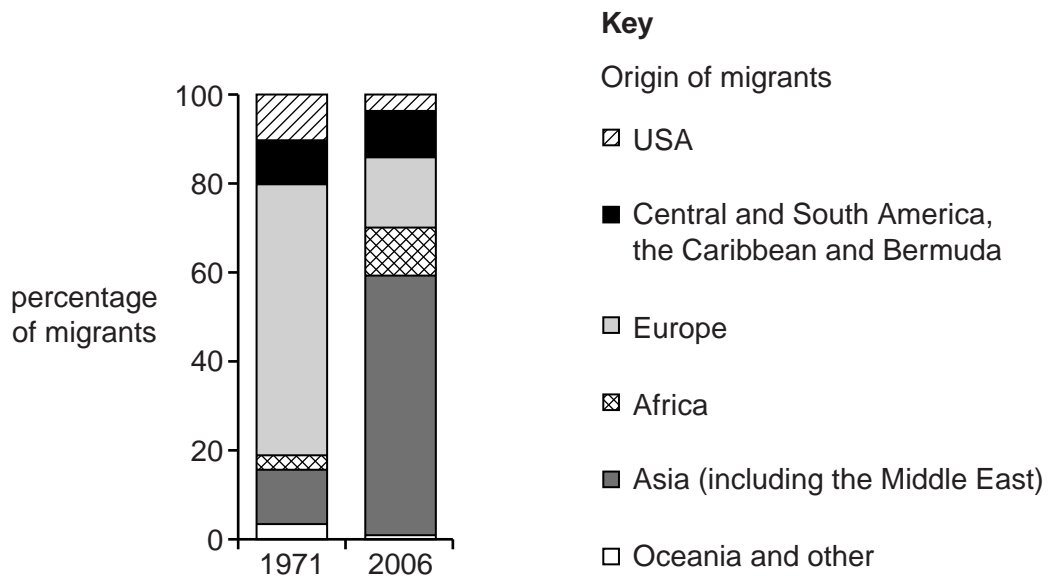 Key
Origin of migrants
USA
Central and South America,
the Caribbean and Bermuda
Europe
Africa
Asia (including the Middle East)
Oceania and other
percentage
of migrants
100
80
60
40
20
0
1971 2006